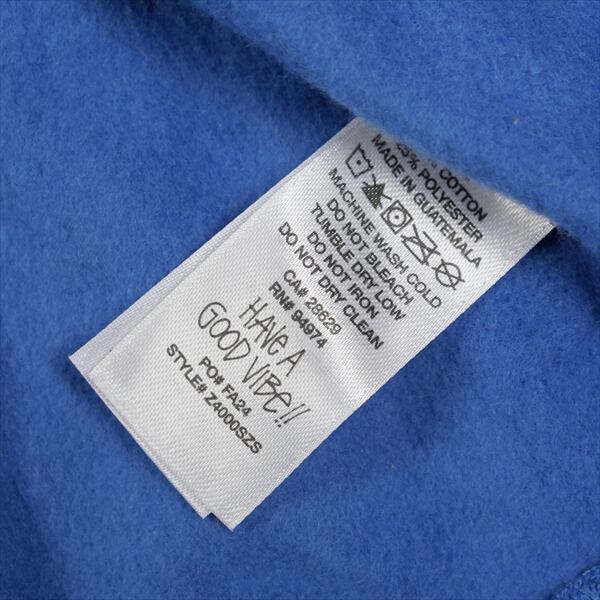 COTTON
% POLYESTER
MADE IN GUATEMALA
MACHINE WASH COLD
DO NOT BLEACH
TUMBLE DRY LOW
DO NOT IRON
DO NOT DRY CLEAN
CA# 28629
RN# 94974
HAVE A
GOOD VIBE!!
PO# FA24
STYLE# Z4000SZS